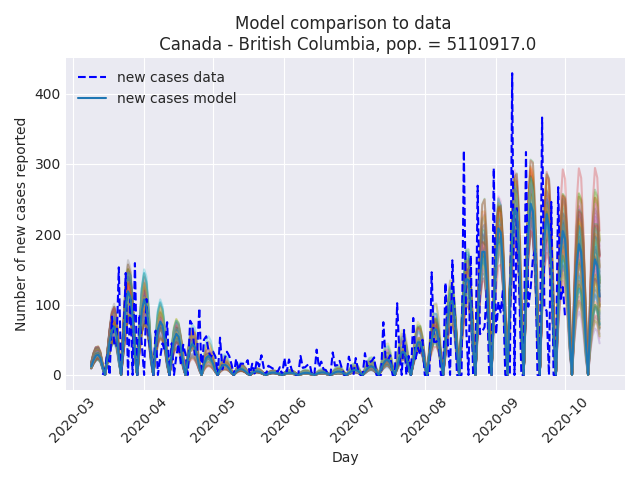 Model comparison to data
Canada - British Columbia, pop. = 5110917.0
new cases data
new cases model
Number of new cases reported
400
300
200
100
0
2020-03
2020-04
2020-05
2020-06
2020-07
2020-08
2020-09
2020-10
Day